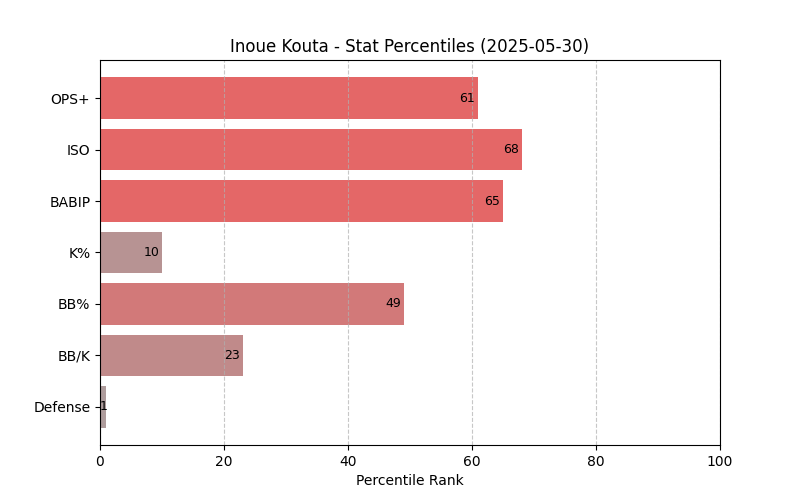 Inoue Kouta - Stat Percentiles (2025-05-30)
OPS+ 61
ISO 68
BABIP 65
K% 10
BB% 49
BB/K 23
Defense 1
0 20 40 60 80 100
Percentile Rank